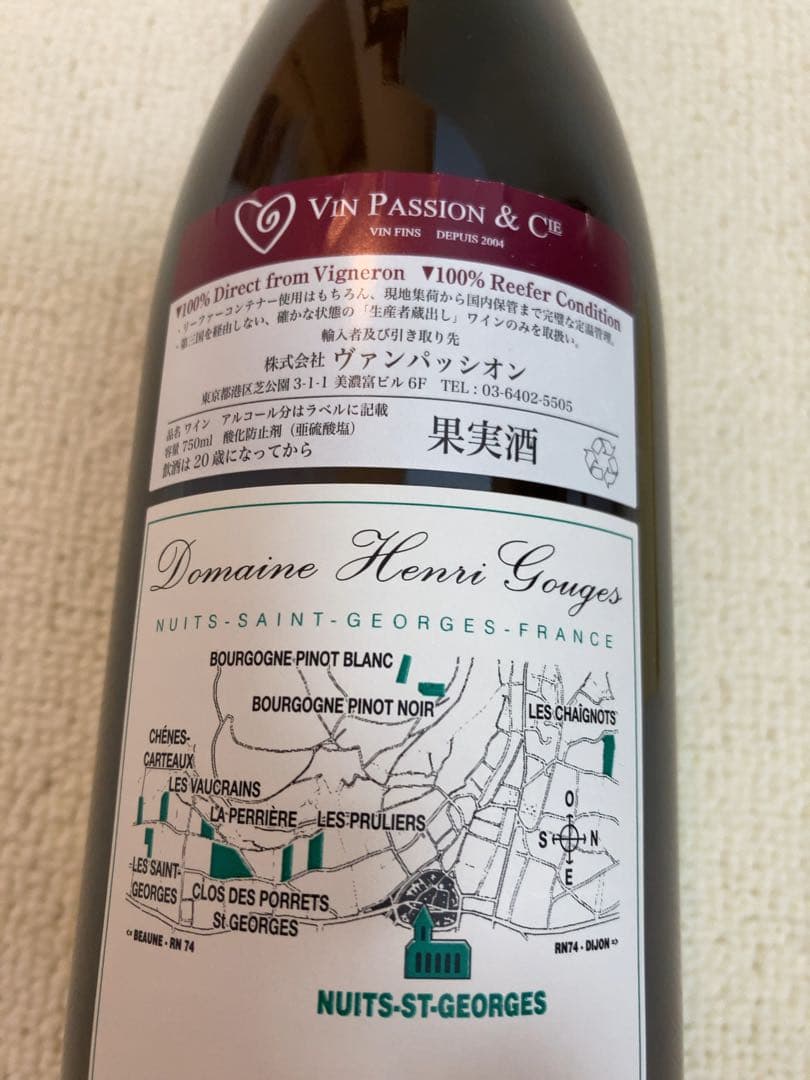 VIN PASSION & CIE
VIN FINS DEPUIS 2004
▼100% Direct from Vigneron ▼100% Reefer Condition
・リーファーコンテナー使用はもちろん、現地集荷から国内保管まで完璧な定温管理。
・第三国を経由しない、確かな状態の「生産者蔵出し」ワインのみを取扱い。
輸入者及び引き取り先
株式会社 ヴァンパッシオン
東京都港区芝公園 3-1-1 美濃富ビル 6F TEL : 03-6402-5505
品名 ワイン アルコール分はラベルに記載
容量 750ml 酸化防止剤（亜硫酸塩）
飲酒は20歳になってから
果実酒
Domaine Henri Gouges
NUITS-SAINT-GEORGES-FRANCE
BOURGOGNE PINOT BLANC
BOURGOGNE PINOT NOIR
LES CHAÎGNOTS
CHÉNES-
CARTEAUX
LES VAUCRAINS
LA PERRIÈRE
LES PRULIERS
O
S N
E
LES SAINT-
GEORGES
CLOS DES PORRETS
St GEORGES
<= BEAUNE - RN 74
RN74 - DIJON =>
NUITS-ST-GEORGES